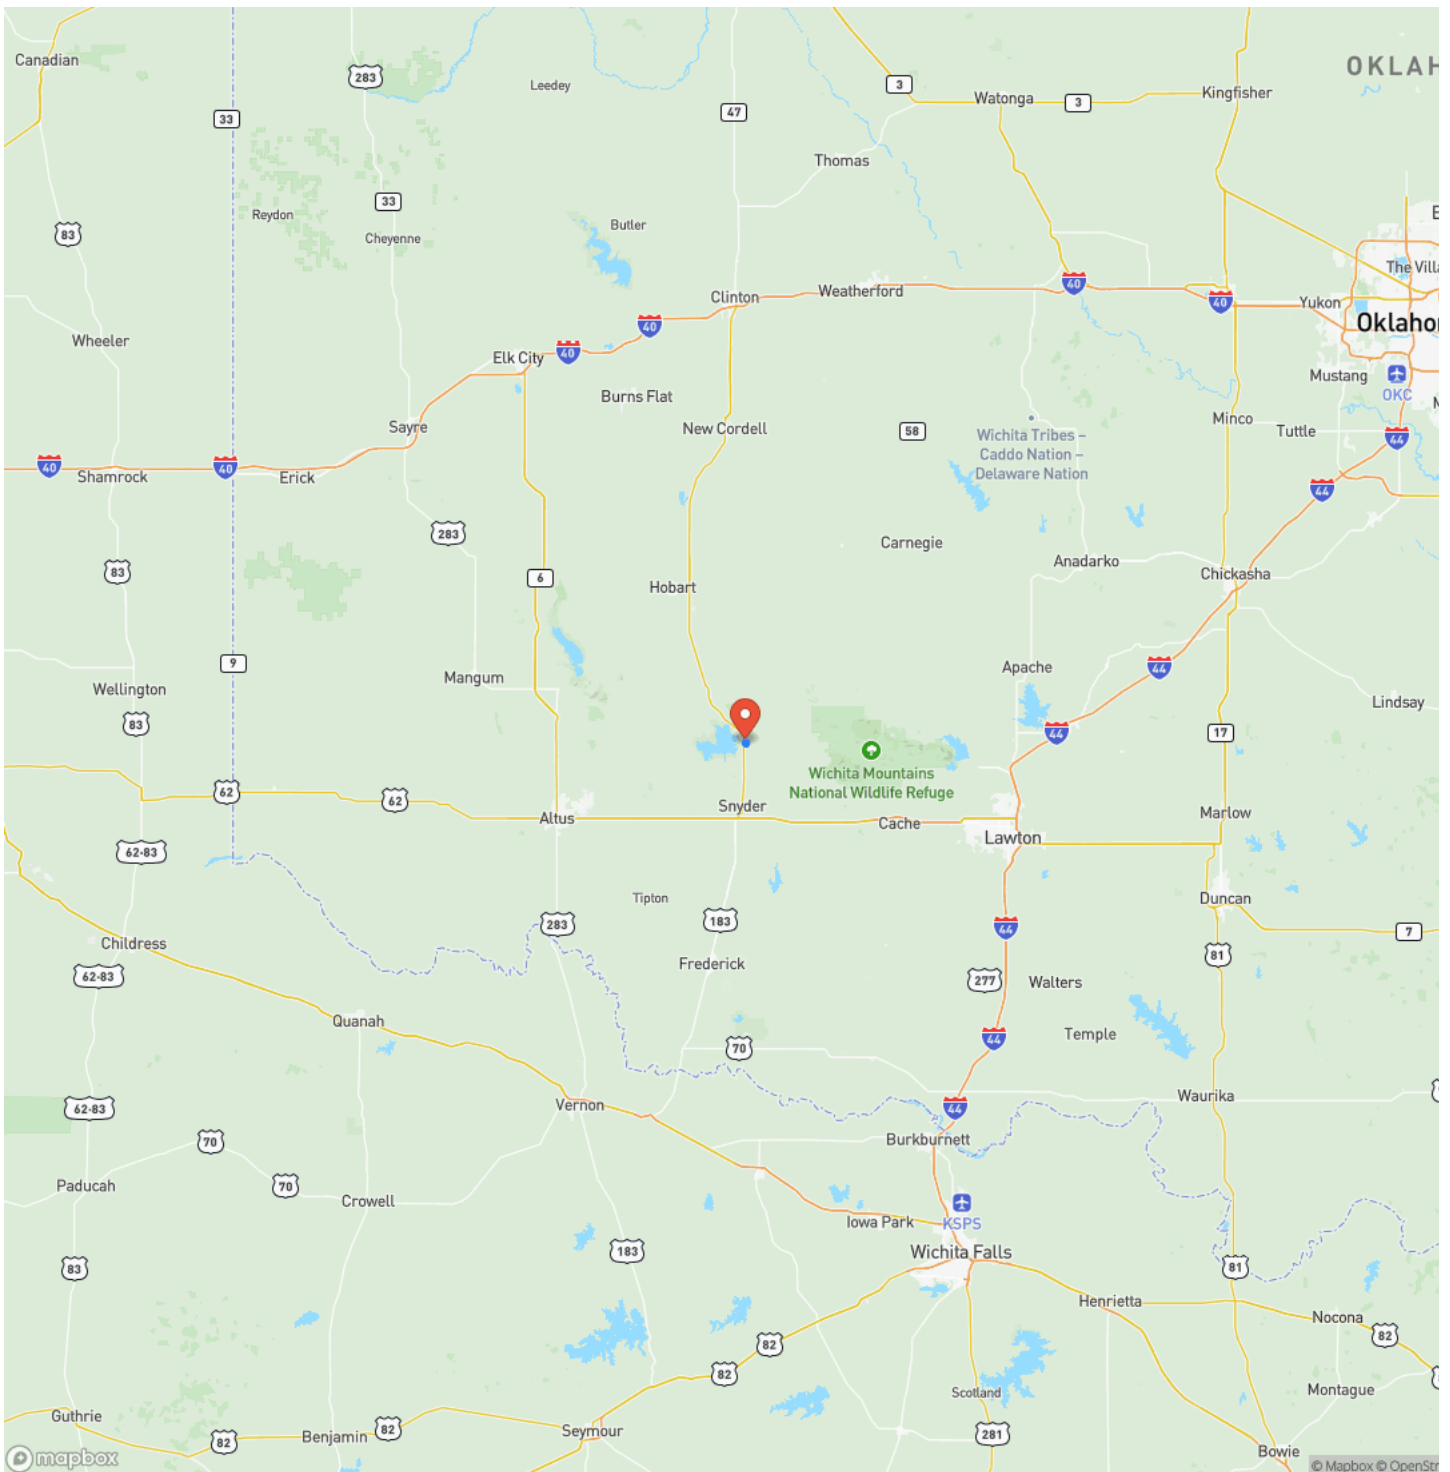 Canadian
283
Leedey
3
Watonga
3
Kingfisher
OKLAH
33
47
Thomas
33
Reydon
Cheyenne
83
Butler
The Villa
40
Clinton
Weatherford
40
Yukon
40
Oklaho
Wheeler
Elk City
40
Mustang
OKC
Burns Flat
Sayre
New Cordell
58
Wichita Tribes –
Caddo Nation –
Delaware Nation
Minco
Tuttle
44
40
Shamrock
40
Erick
44
283
Carnegie
Anadarko
Chickasha
83
6
Hobart
9
Mangum
Apache
44
Wellington
Lindsay
83
44
17
Wichita Mountains
National Wildlife Refuge
62
62
Snyder
Altus
Cache
Lawton
Marlow
62-83
Tipton
183
283
Duncan
44
7
Childress
62-83
Frederick
277
Walters
81
Quanah
70
44
Temple
62-83
Vernon
44
Waurika
70
Burkburnett
Paducah
70
Crowell
KSPS
Iowa Park
183
Wichita Falls
83
81
Henrietta
Nocona
82
82
82
Scotland
Montague
Guthrie
82
Benjamin
82
Seymour
281
Bowie
mapbox
© Mapbox © OpenStr